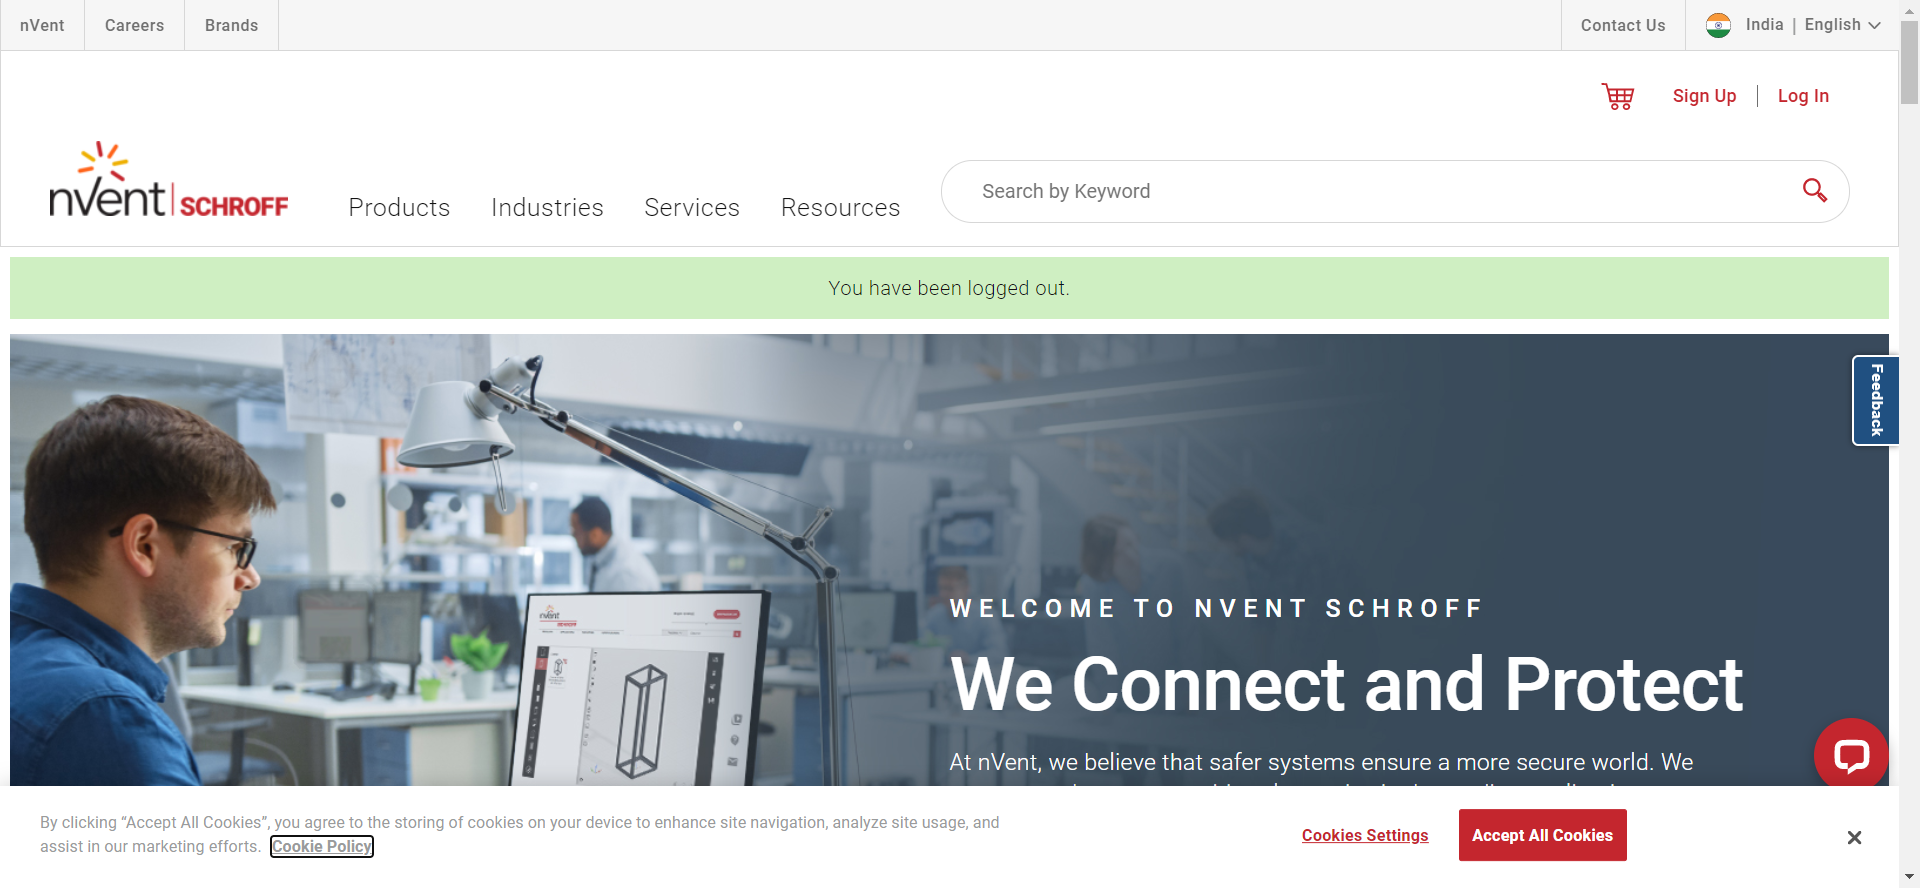 nVent
Careers
Brands
Contact Us
India | English
Sign Up
Log In
nVent SCHROFF
Products
Industries
Services
Resources
Search by Keyword
You have been logged out.
Feedback
WELCOME TO NVENT SCHROFF
We Connect and Protect
At nVent, we believe that safer systems ensure a more secure world. We
By clicking “Accept All Cookies”, you agree to the storing of cookies on your device to enhance site navigation, analyze site usage, and
assist in our marketing efforts. Cookie Policy
Cookies Settings
Accept All Cookies